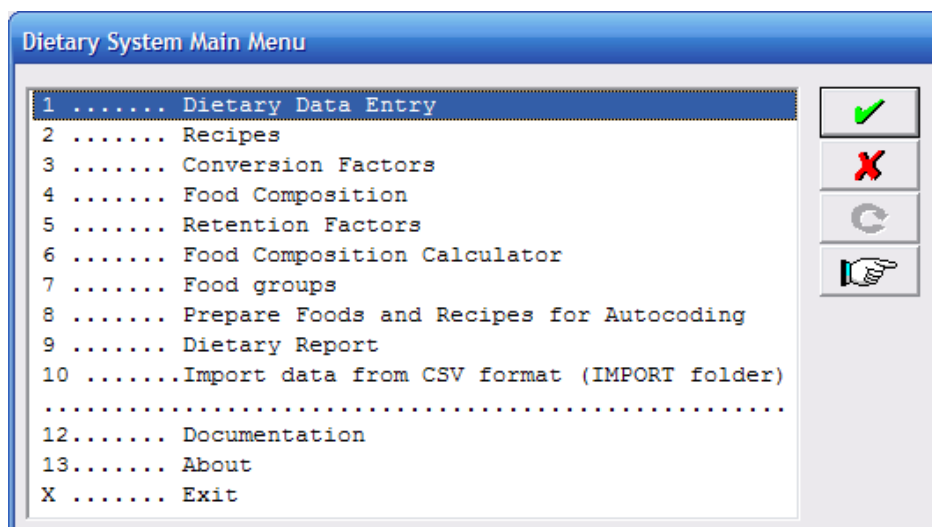 Dietary System Main Menu
1 ....... Dietary Data Entry
2 ....... Recipes
3 ....... Conversion Factors
4 ....... Food Composition
5 ....... Retention Factors
6 ....... Food Composition Calculator
7 ....... Food groups
8 ....... Prepare Foods and Recipes for Autocoding
9 ....... Dietary Report
10 .......Import data from CSV format (IMPORT folder)
.....................................................
12....... Documentation
13....... About
X ....... Exit